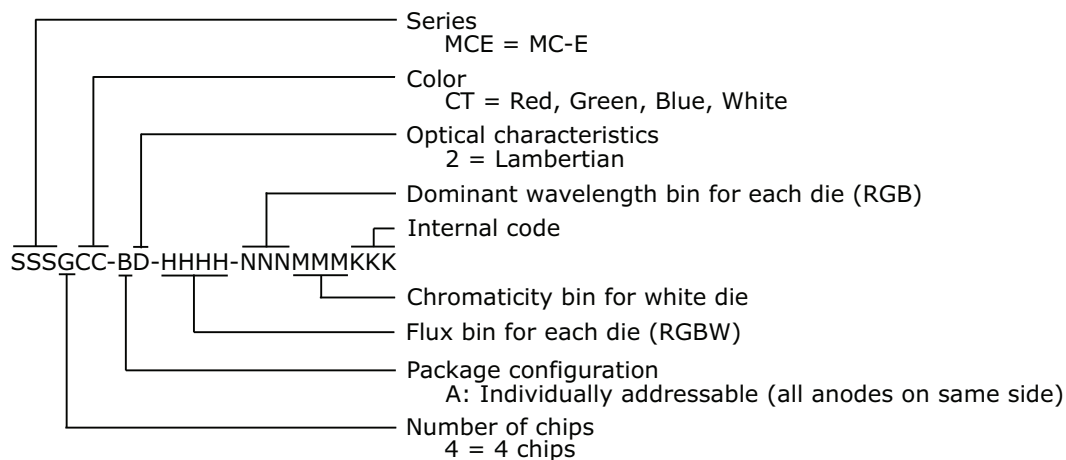 Series
MCE = MC-E
Color
CT = Red, Green, Blue, White
Optical characteristics
2 = Lambertian
Dominant wavelength bin for each die (RGB)
Internal code
SSSGCC-BD-HHHH-NNNMMMKKK
Chromaticity bin for white die
Flux bin for each die (RGBW)
Package configuration
A: Individually addressable (all anodes on same side)
Number of chips
4 = 4 chips